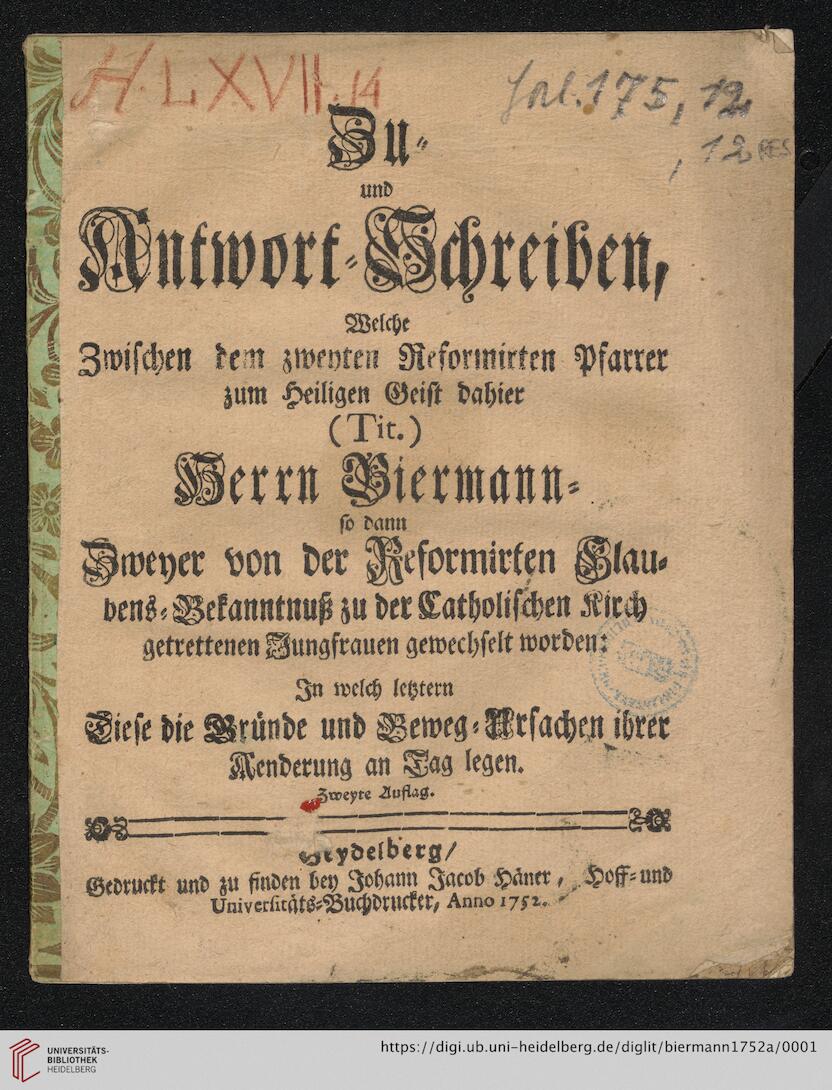 H. LXVII. 14
Sal. 175, 12
, 12 RES
Zu-
und
Antwort-Schreiben,
Welche
Zwischen dem zweyten Reformirten Pfarrer
zum Heiligen Geist dahier
(Tit.)
Herrn Biermann-
so dann
Zweyer von der Reformirten Glau-
bens-Bekanntnuß zu der Catholischen Kirch
getrettenen Jungfrauen gewechselt worden:
In welch letztern
Diese die Gründe und Beweg-Ursachen ihrer
Aenderung an Tag legen.
Zweyte Auflag.
Heydelberg/
Gedruckt und zu finden bey Johann Jacob Häner, Hoff- und
Universitäts-Buchdrucker, Anno 1752.
UNIVERSITÄTS-
BIBLIOTHEK
HEIDELBERG
https://digi.ub.uni-heidelberg.de/diglit/biermann1752a/0001